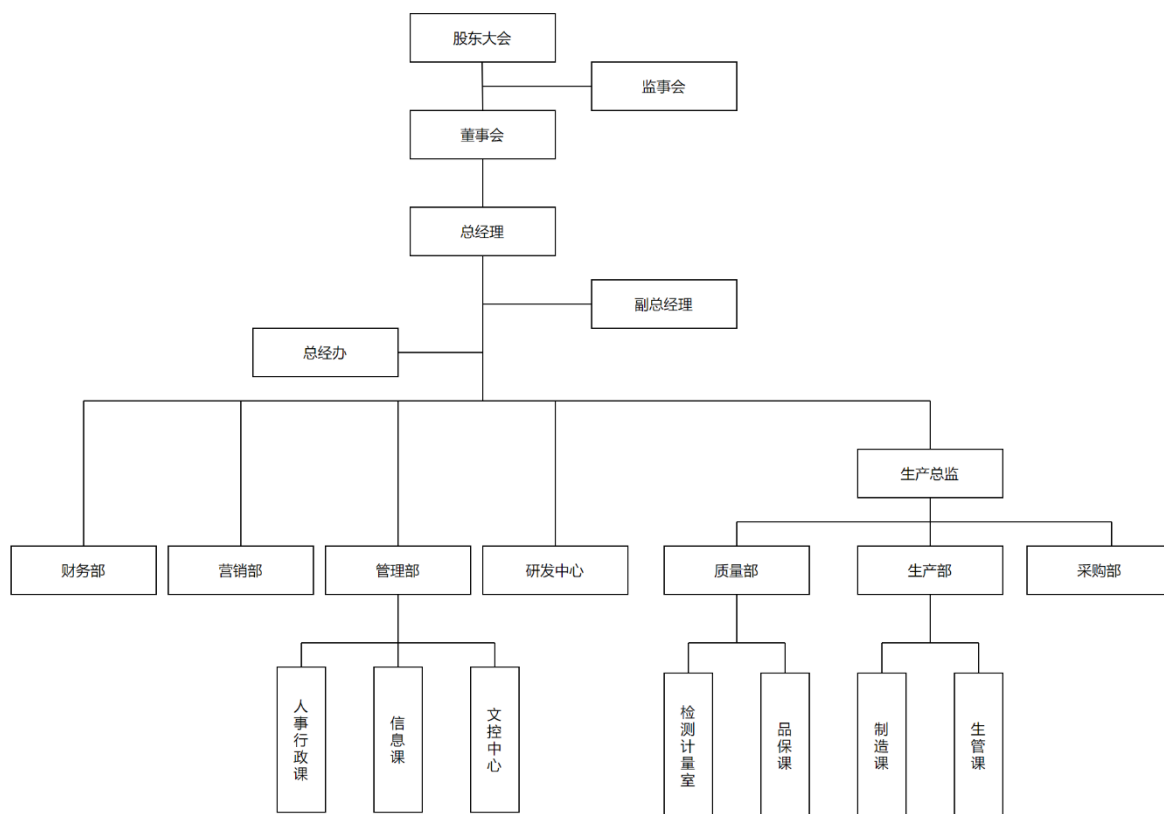 股东大会
监事会
董事会
总经理
副总经理
总经办
生产总监
财务部
营销部
管理部
研发中心
质量部
生产部
采购部
人事行政课
信息课
文控中心
检测计量室
品保课
制造课
生管课